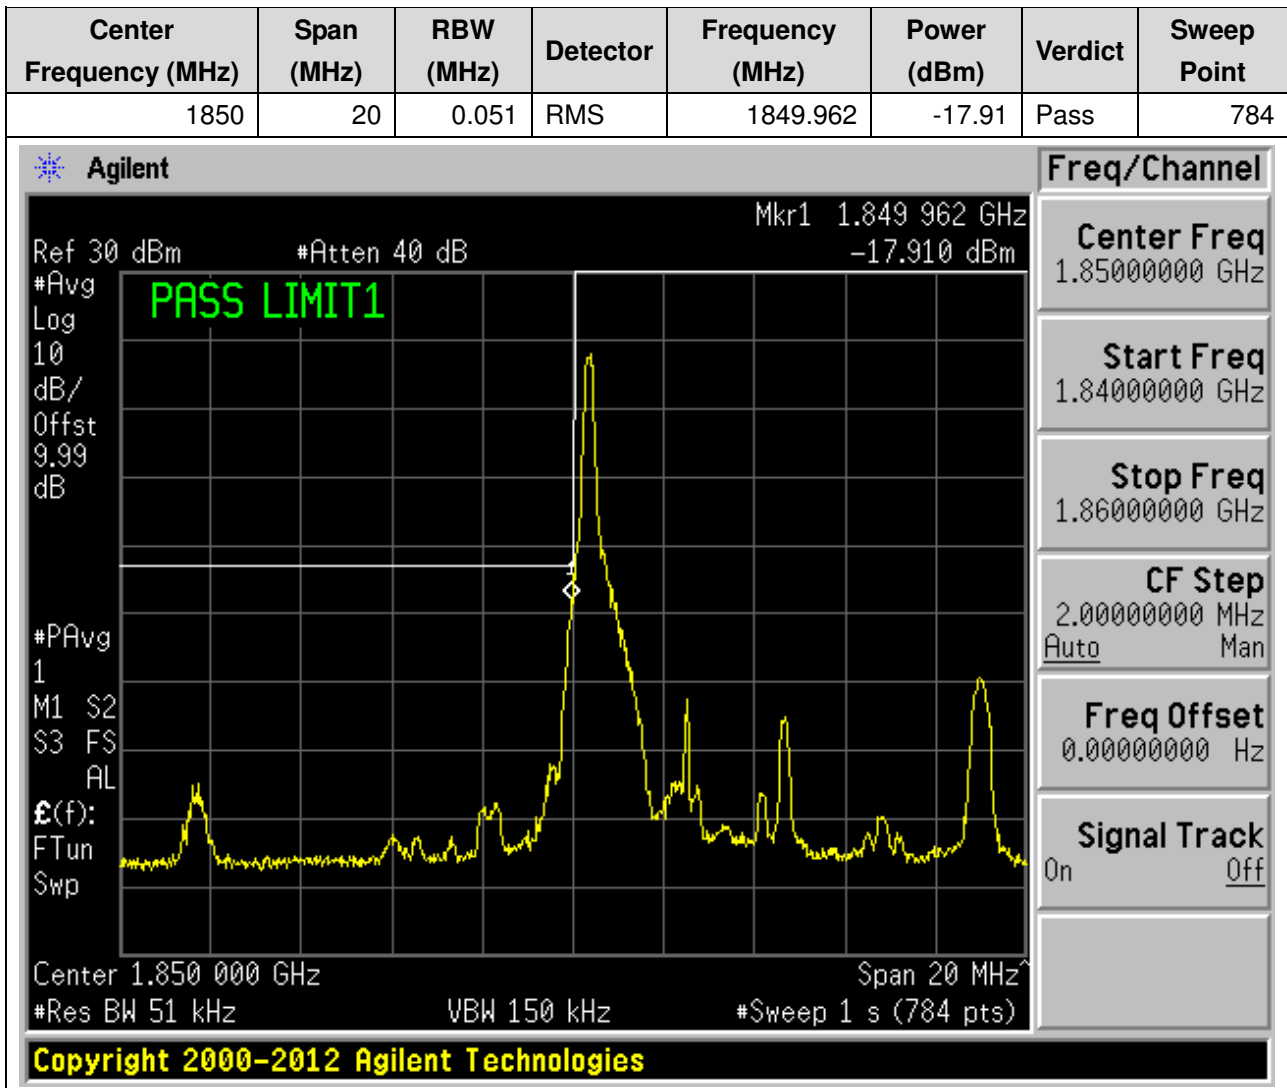 Center Frequency (MHz) Span (MHz) RBW (MHz) Detector Frequency (MHz) Power (dBm) Verdict Sweep Point
1850 20 0.051 RMS 1849.962 -17.91 Pass 784
Agilent
Freq/Channel
Mkr1 1.849 962 GHz
Ref 30 dBm #Atten 40 dB -17.910 dBm
#Avg
Log
10
dB/
Offst
9.99
dB
PASS LIMIT1
1
#PAvg
1
M1 S2
S3 FS
AL
£(f):
FTun
Swp
Center 1.850 000 GHz Span 20 MHz^
#Res BW 51 kHz VBW 150 kHz #Sweep 1 s (784 pts)
Center Freq
1.85000000 GHz
Start Freq
1.84000000 GHz
Stop Freq
1.86000000 GHz
CF Step
2.00000000 MHz
Auto Man
Freq Offset
0.00000000 Hz
Signal Track
On Off
Copyright 2000-2012 Agilent Technologies